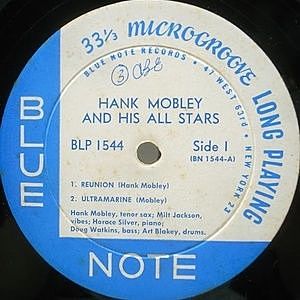 33⅓ MICROGROOVE LONG PLAYING
BLUE NOTE RECORDS • 47 WEST 63rd • NEW YORK 23
HANK MOBLEY
AND HIS ALL STARS
BLP 1544
Side 1
(BN 1544-A)
1. REUNION (Hank Mobley)
2. ULTRAMARINE (Mobley)
Hank Mobley, tenor sax; Milt Jackson,
vibes; Horace Silver, piano;
Doug Watkins, bass; Art Blakey, drums.
BLUE
NOTE